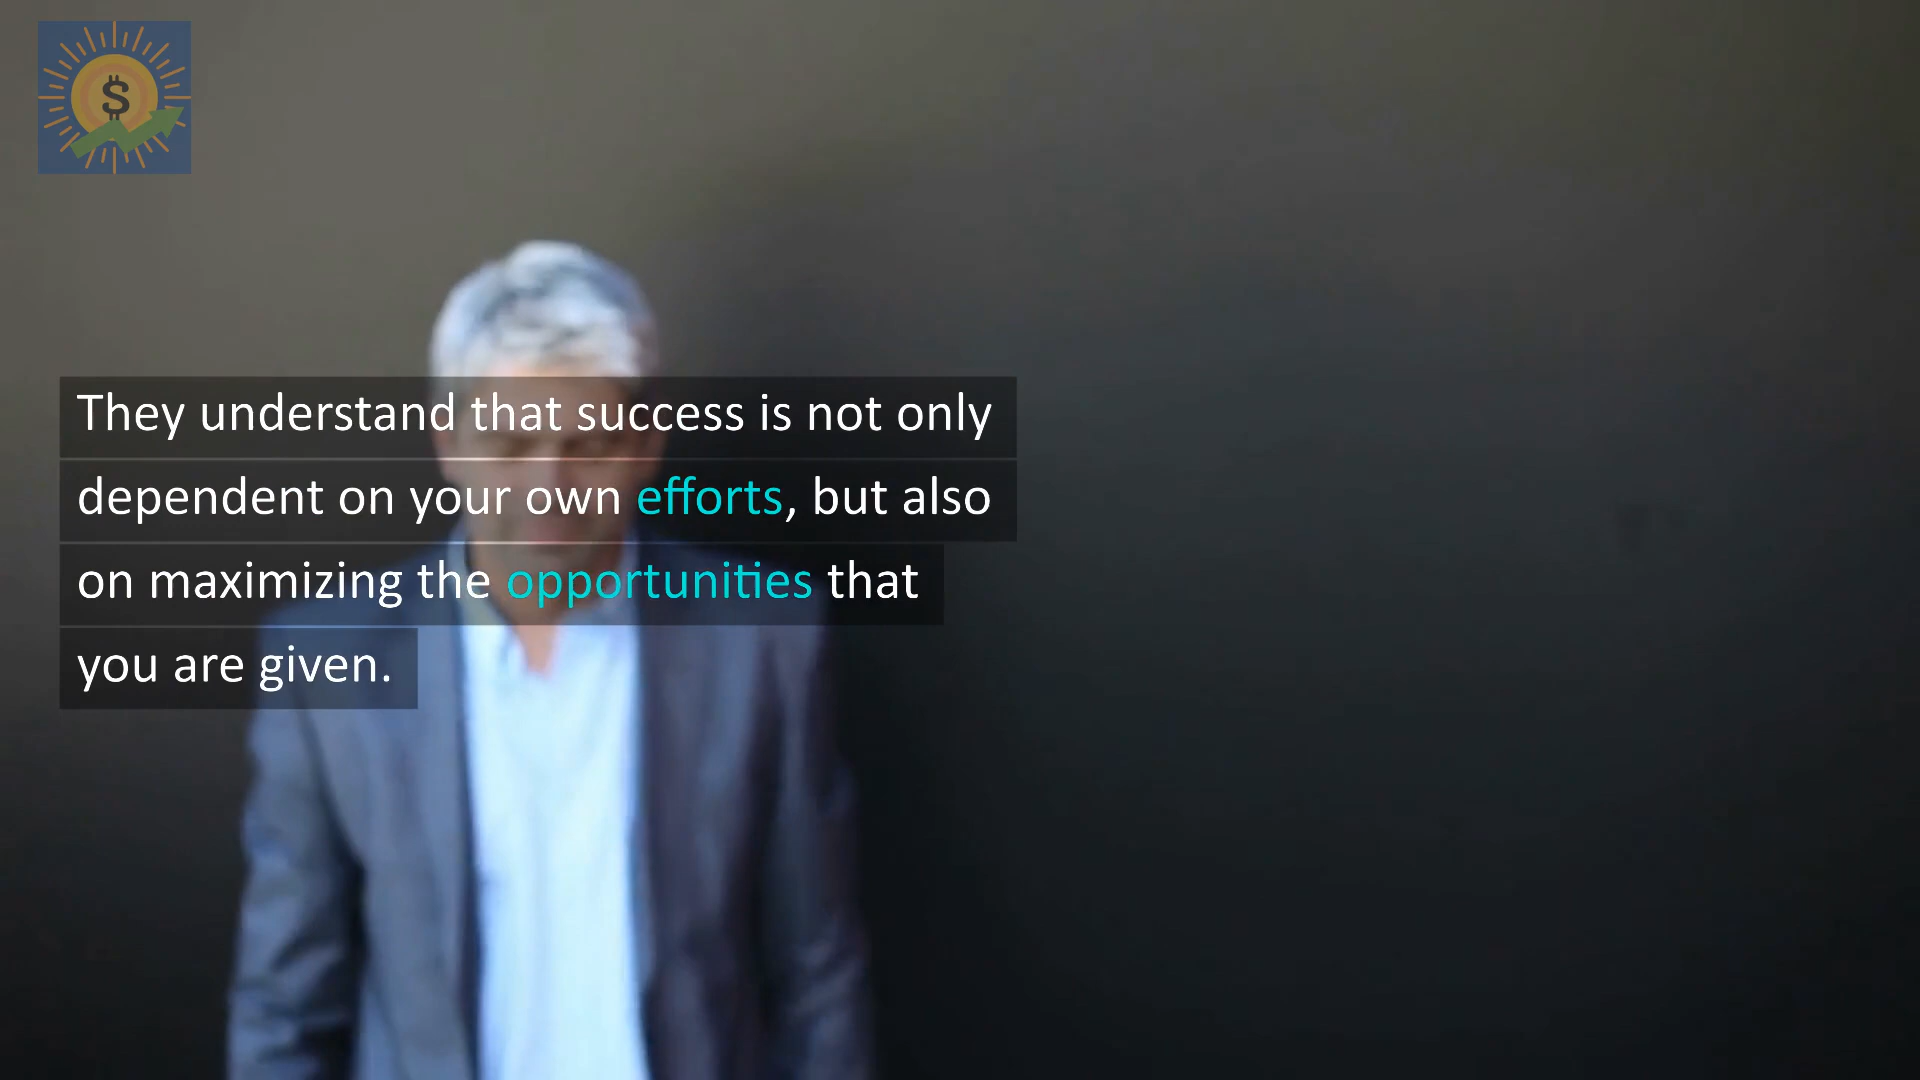 $
They understand that success is not only
dependent on your own efforts, but also
on maximizing the opportunities that
you are given.